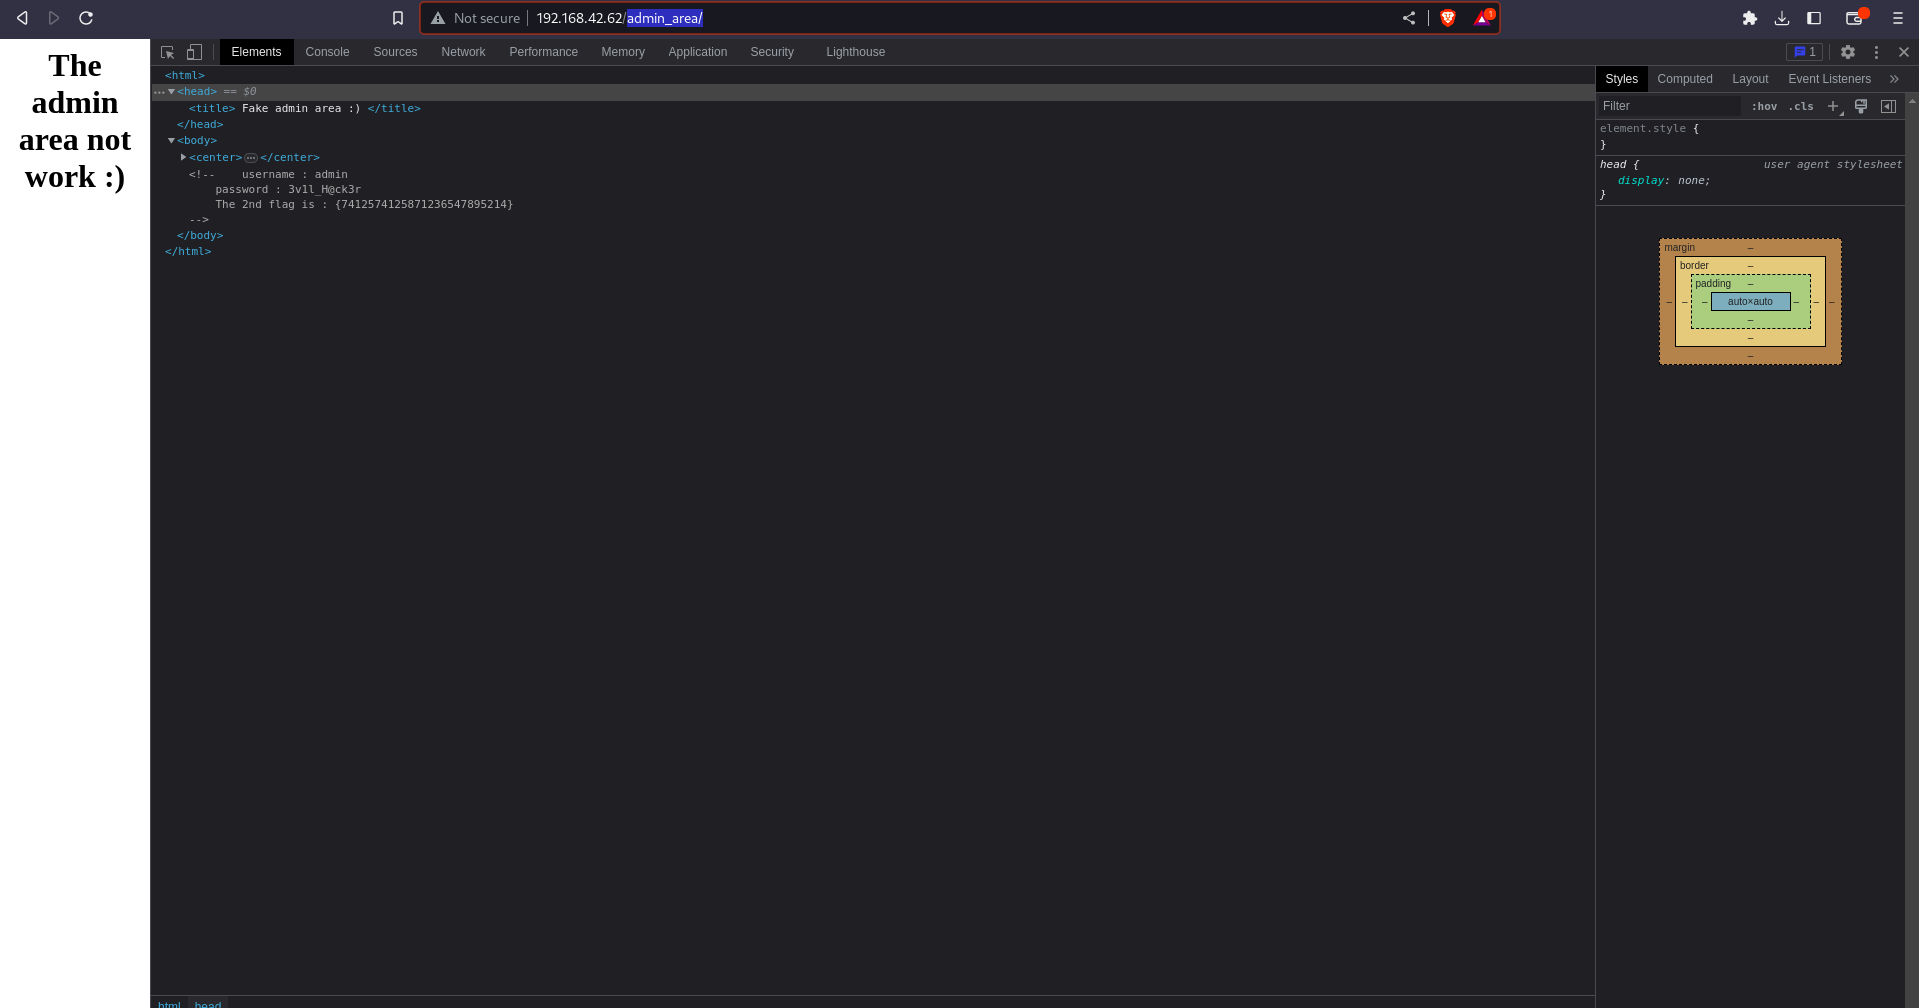 Not secure
192.168.42.62/admin_area/
1
The
admin
area not
work :)
Elements Console Sources Network Performance Memory Application Security Lighthouse
1
<html>
<head> == $0
<title> Fake admin area :) </title>
</head>
<body>
<center> </center>
<!-- username : admin
password : 3v1l_H@ck3r
The 2nd flag is : {7412574125871236547895214}
-->
</body>
</html>
Styles Computed Layout Event Listeners
Filter :hov .cls
element.style {
}
head { user agent stylesheet
display: none;
}
margin –
border –
padding –
– – – auto×auto – – –
–
–
–
html head